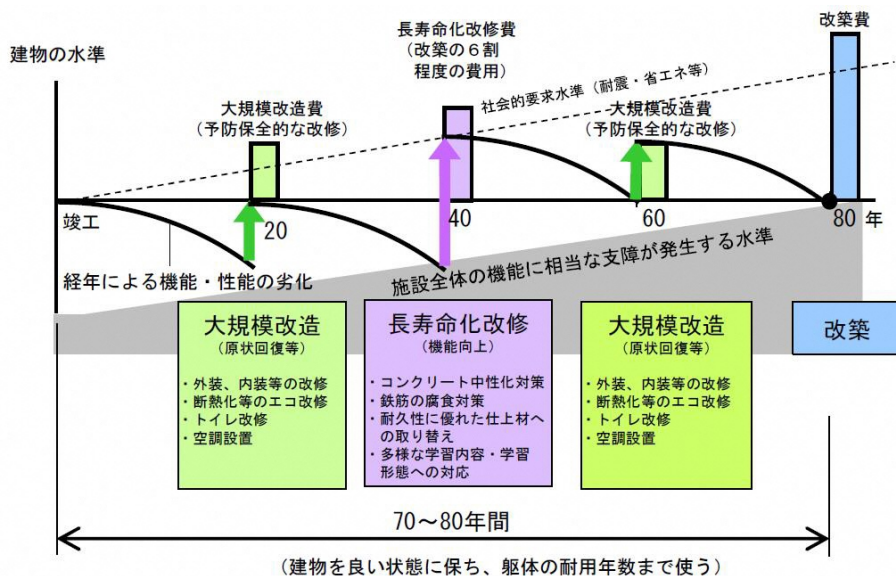 建物の水準
大規模改造費
(予防保全的な改修)
長寿命化改修費
(改築の6割
程度の費用)
社会的要求水準(耐震・省エネ等)
大規模改造費
(予防保全的な改修)
改築費
竣工
20
40
60
80 年
経年による機能・性能の劣化
施設全体の機能に相当な支障が発生する水準
大規模改造
(原状回復等)
・外装、内装等の改修
・断熱化等のエコ改修
・トイレ改修
・空調設置
長寿命化改修
(機能向上)
・コンクリート中性化対策
・鉄筋の腐食対策
・耐久性に優れた仕上材へ
の取り替え
・多様な学習内容・学習
形態への対応
大規模改造
(原状回復等)
・外装、内装等の改修
・断熱化等のエコ改修
・トイレ改修
・空調設置
改築
70～80年間
(建物を良い状態に保ち、躯体の耐用年数まで使う)